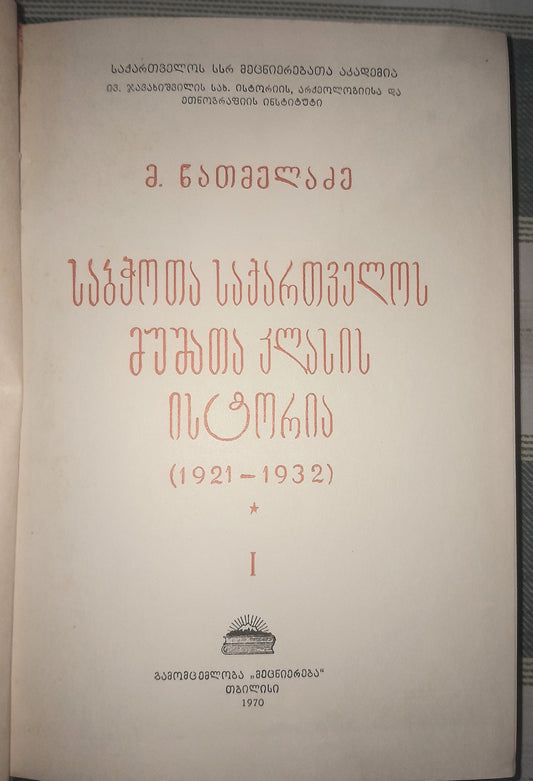 საქართველოს სსრ მეცნიერებათა აკადემია
ივ. ჯავახიშვილის სახ. ისტორიის, არქეოლოგიისა და
ეთნოგრაფიის ინსტიტუტი
მ. ნათმელაძე
საბჭოთა საქართველოს
მუშათა კლასის
ისტორია
(1921–1932)
★
I
გამომცემლობა „მეცნიერება“
თბილისი
1970